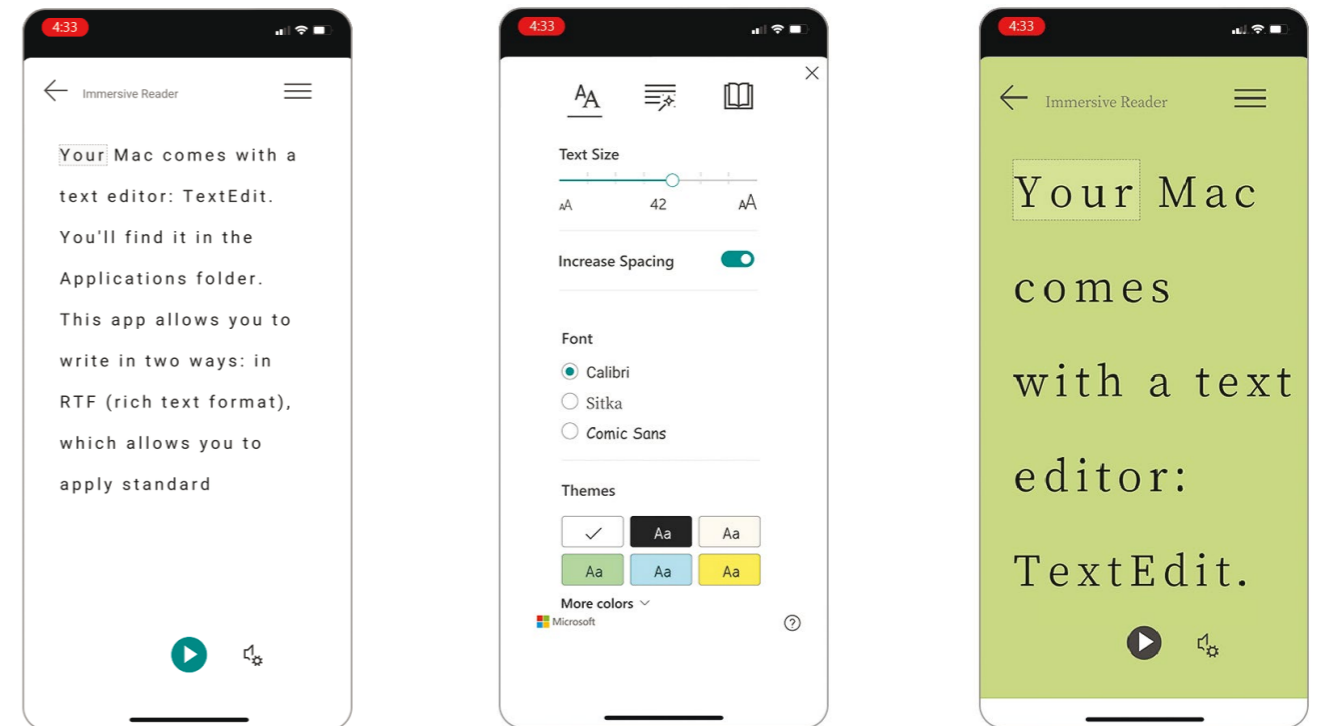 4:33
Immersive Reader
Your Mac comes with a
text editor: TextEdit.
You'll find it in the
Applications folder.
This app allows you to
write in two ways: in
RTF (rich text format),
which allows you to
apply standard
4:33
AA
Text Size
AA
42
AA
Increase Spacing
Font
Calibri
Sitka
Comic Sans
Themes
Aa
Aa
Aa
Aa
Aa
More colors
Microsoft
4:33
Immersive Reader
Your Mac
comes
with a text
editor:
TextEdit.